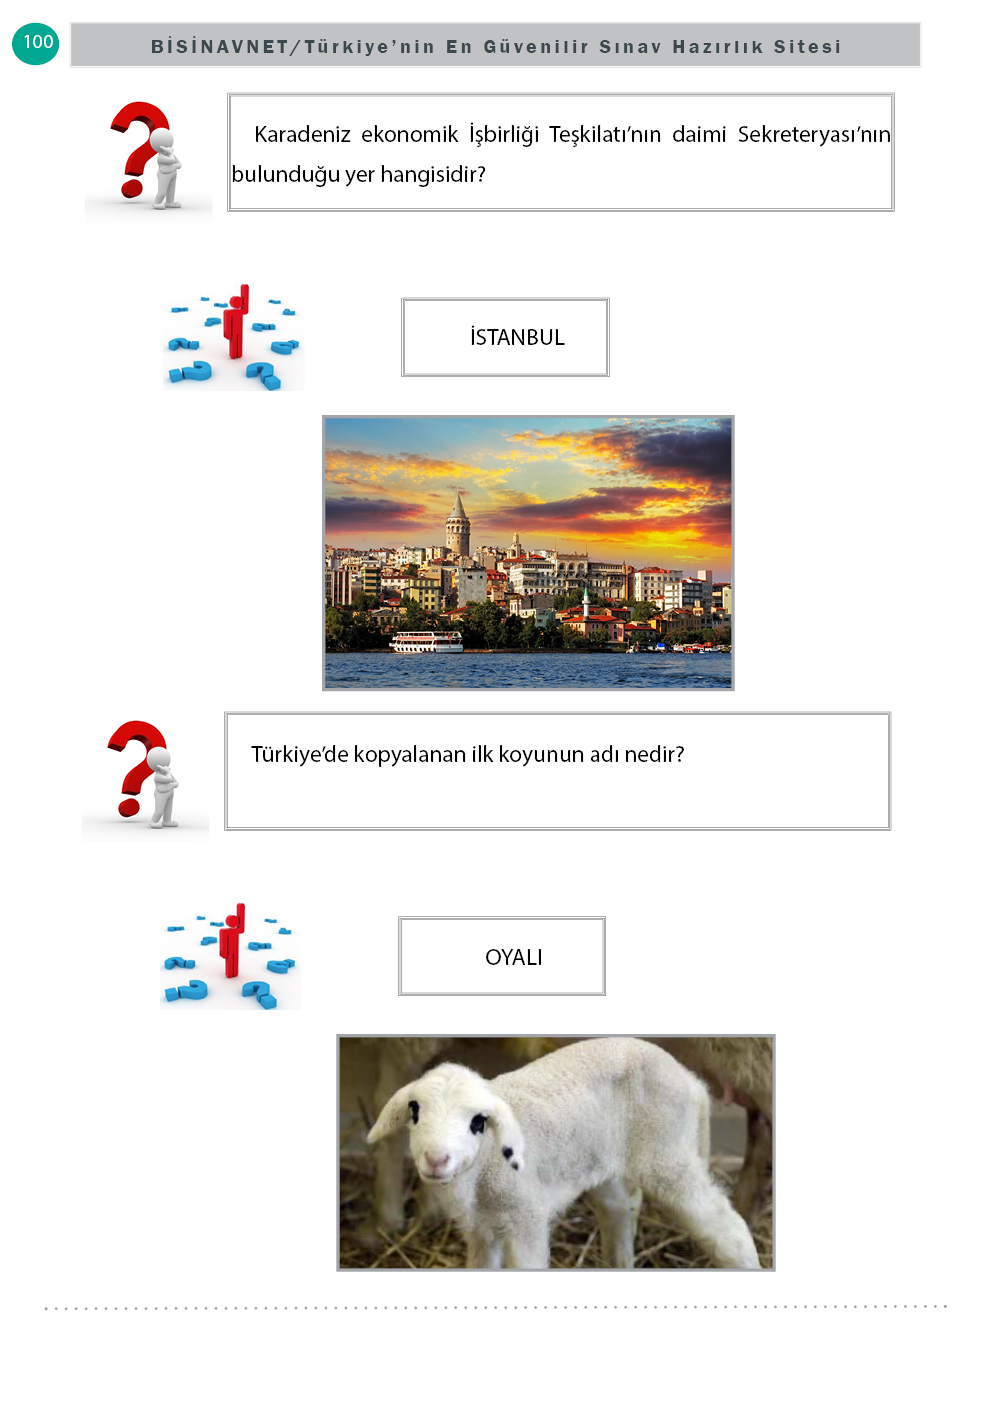 100
BİSİNAVNET/Türkiye’nin En Güvenilir Sınav Hazırlık Sitesi
Karadeniz ekonomik İşbirliği Teşkilatı’nın daimi Sekreteryası’nın
bulunduğu yer hangisidir?
İSTANBUL
Türkiye’de kopyalanan ilk koyunun adı nedir?
OYALI